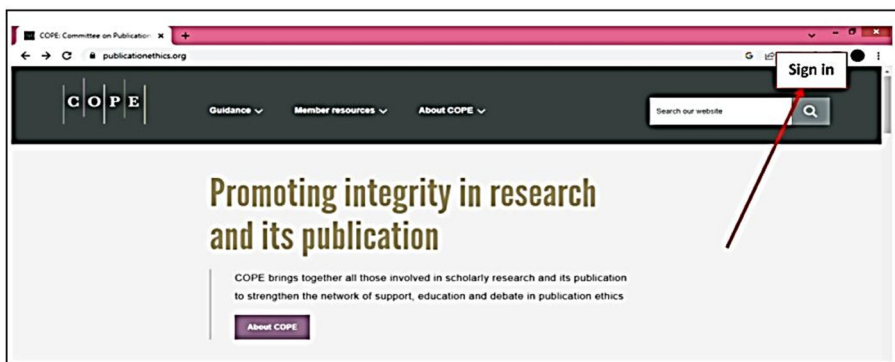 COPE: Committee on Publication
publicationethics.org
Sign in
C O P E
Guidance
Member resources
About COPE
Search our website
Promoting integrity in research
and its publication
COPE brings together all those involved in scholarly research and its publication
to strengthen the network of support, education and debate in publication ethics
About COPE